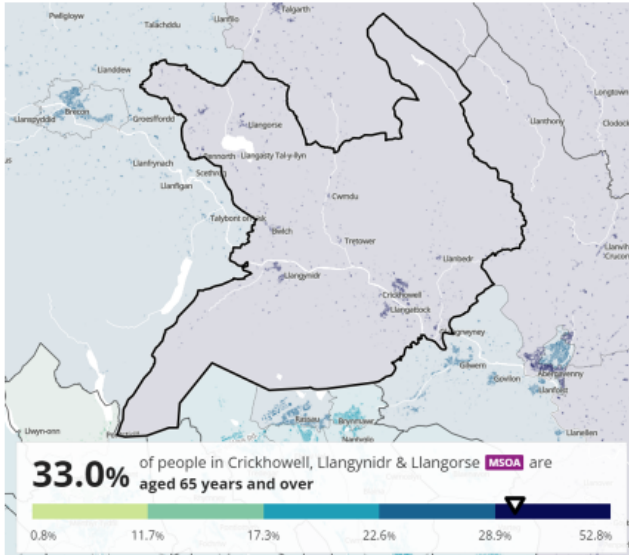 Pwllgloyw
Talachddu
Llanfilo
Talgarth
Llanddew
Longtown
Brecon
Llanspyddid
Groesffordd
Llangorse
Llanthony
Clodock
Llanfrynach
Llangasty Tal-y-llyn
Scethrog
Llanfigan
Cwmdu
Talybont on
Bwlch
Tretower
Llanbedr
Llangynidr
Crickhowell
Llangattock
Gilwern
Govilon
Abergavenny
Llanfoist
Llwyn-onn
Rassau
Brynmawr
Nantyglo
Llanellen
33.0% of people in Crickhowell, Llangynidr & Llangorse MSOA are
aged 65 years and over
0.8% 11.7% 17.3% 22.6% 28.9% 52.8%